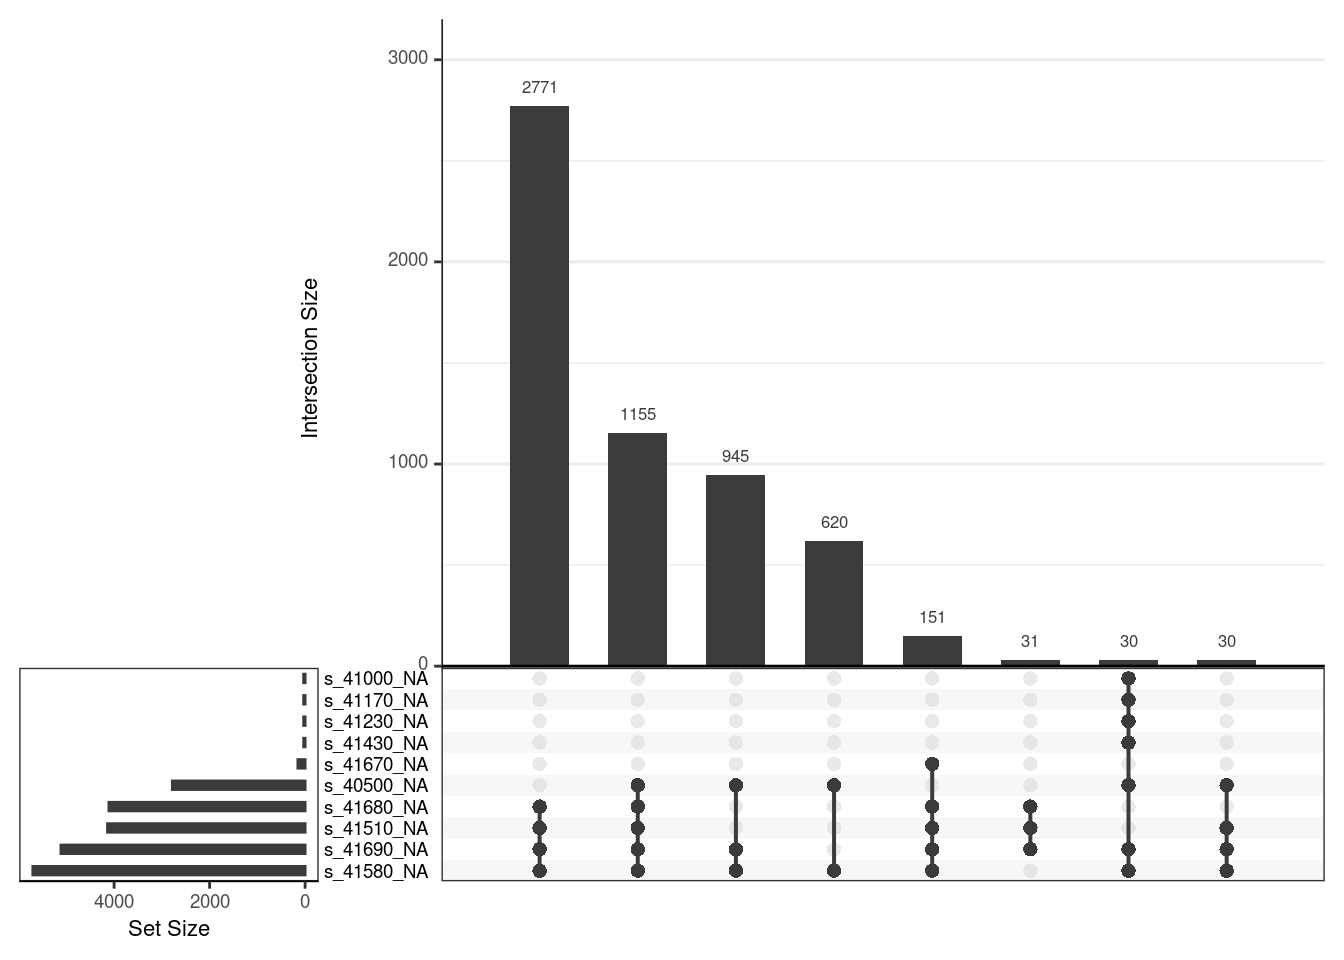 3000
2771
2000
Intersection Size
1155
1000
945
620
151
31
30
30
0
s_41000_NA
s_41170_NA
s_41230_NA
s_41430_NA
s_41670_NA
s_40500_NA
s_41680_NA
s_41510_NA
s_41690_NA
s_41580_NA
4000 2000 0
Set Size